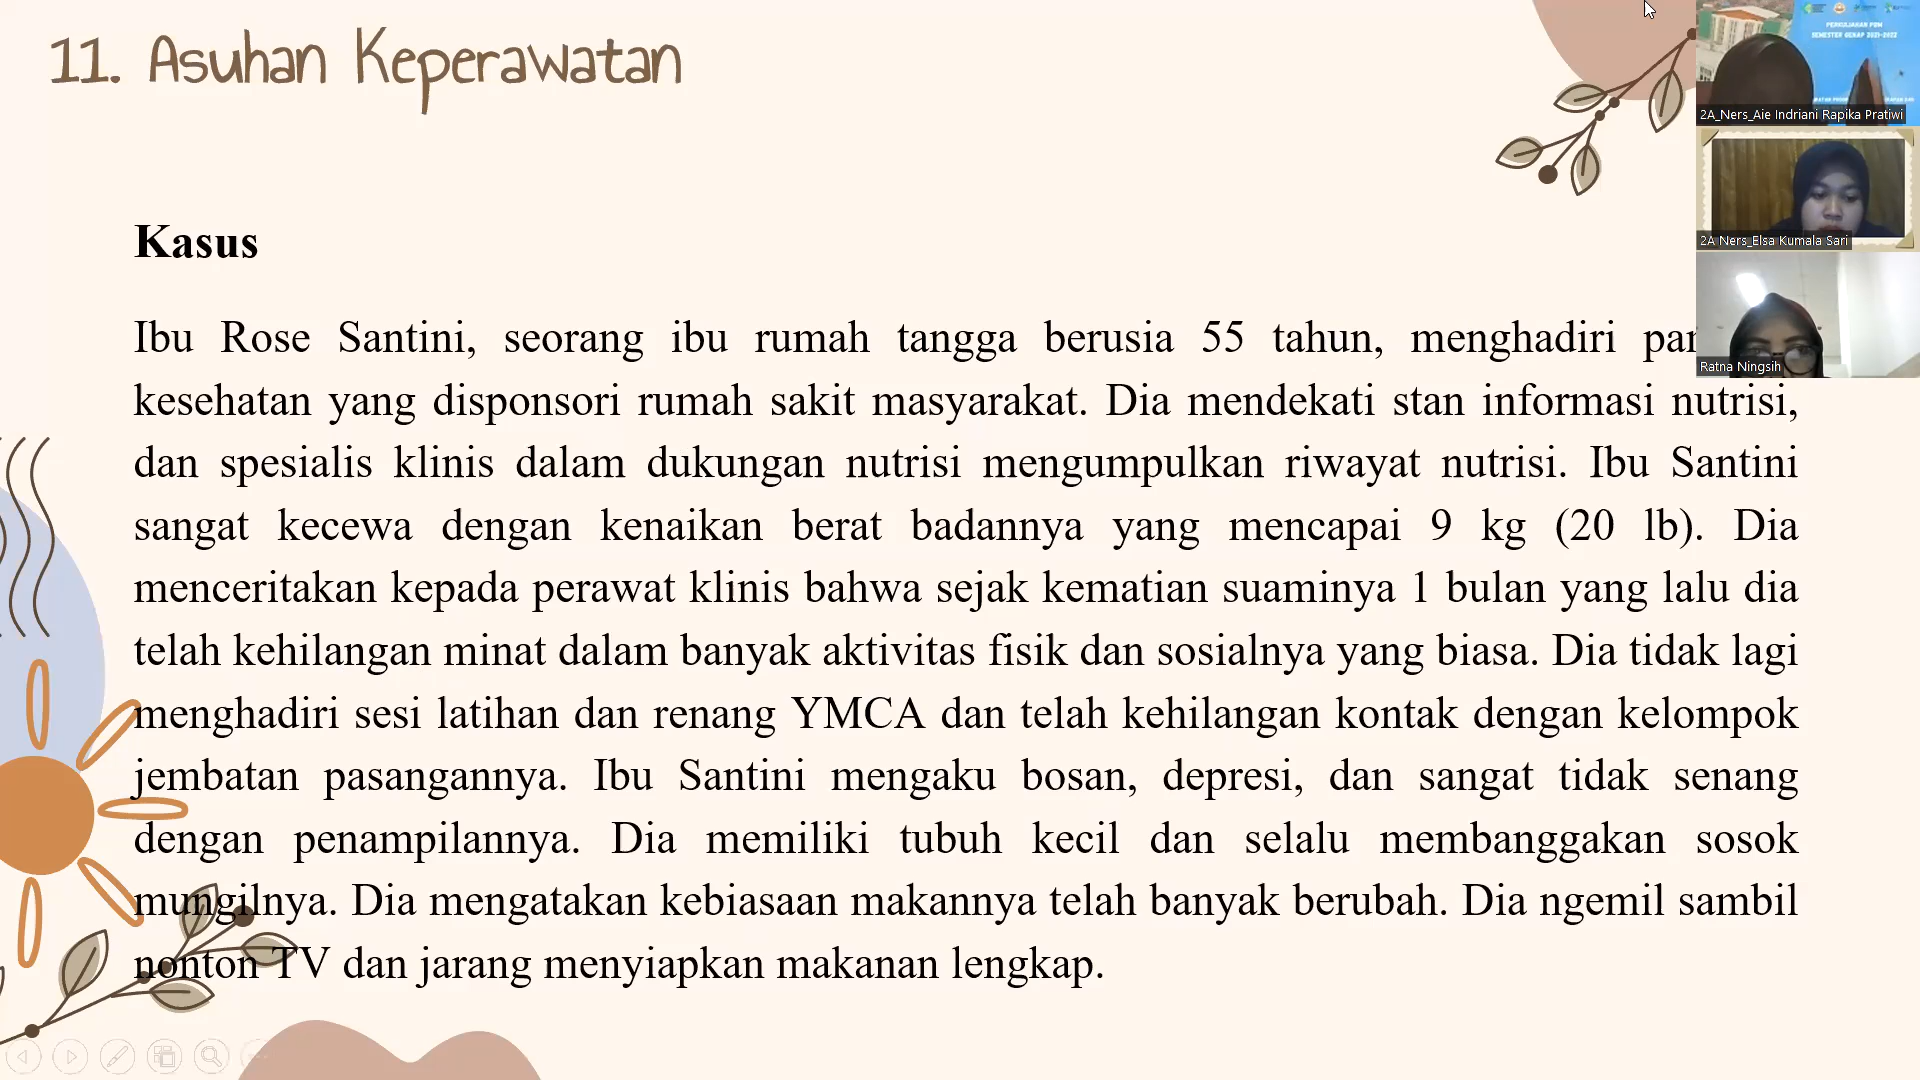 11. Asuhan Keperawatan
Kasus
Ibu Rose Santini, seorang ibu rumah tangga berusia 55 tahun, menghadiri
kesehatan yang disponsori rumah sakit masyarakat. Dia mendekati stan informasi nutrisi,
dan spesialis klinis dalam dukungan nutrisi mengumpulkan riwayat nutrisi. Ibu Santini
sangat kecewa dengan kenaikan berat badannya yang mencapai 9 kg (20 lb). Dia
menceritakan kepada perawat klinis bahwa sejak kematian suaminya 1 bulan yang lalu dia
telah kehilangan minat dalam banyak aktivitas fisik dan sosialnya yang biasa. Dia tidak lagi
menghadiri sesi latihan dan renang YMCA dan telah kehilangan kontak dengan kelompok
jembatan pasangannya. Ibu Santini mengaku bosan, depresi, dan sangat tidak senang
dengan penampilannya. Dia memiliki tubuh kecil dan selalu membanggakan sosok
mungilnya. Dia mengatakan kebiasaan makannya telah banyak berubah. Dia ngemil sambil
nonton TV dan jarang menyiapkan makanan lengkap.
PERKULIAHAN PBM
SEMESTER GENAP 2021-2022
2A_Ners_Aie Indriani Rapika Pratiwi
2A Ners_Elsa Kumala Sari
Ratna Ningsih